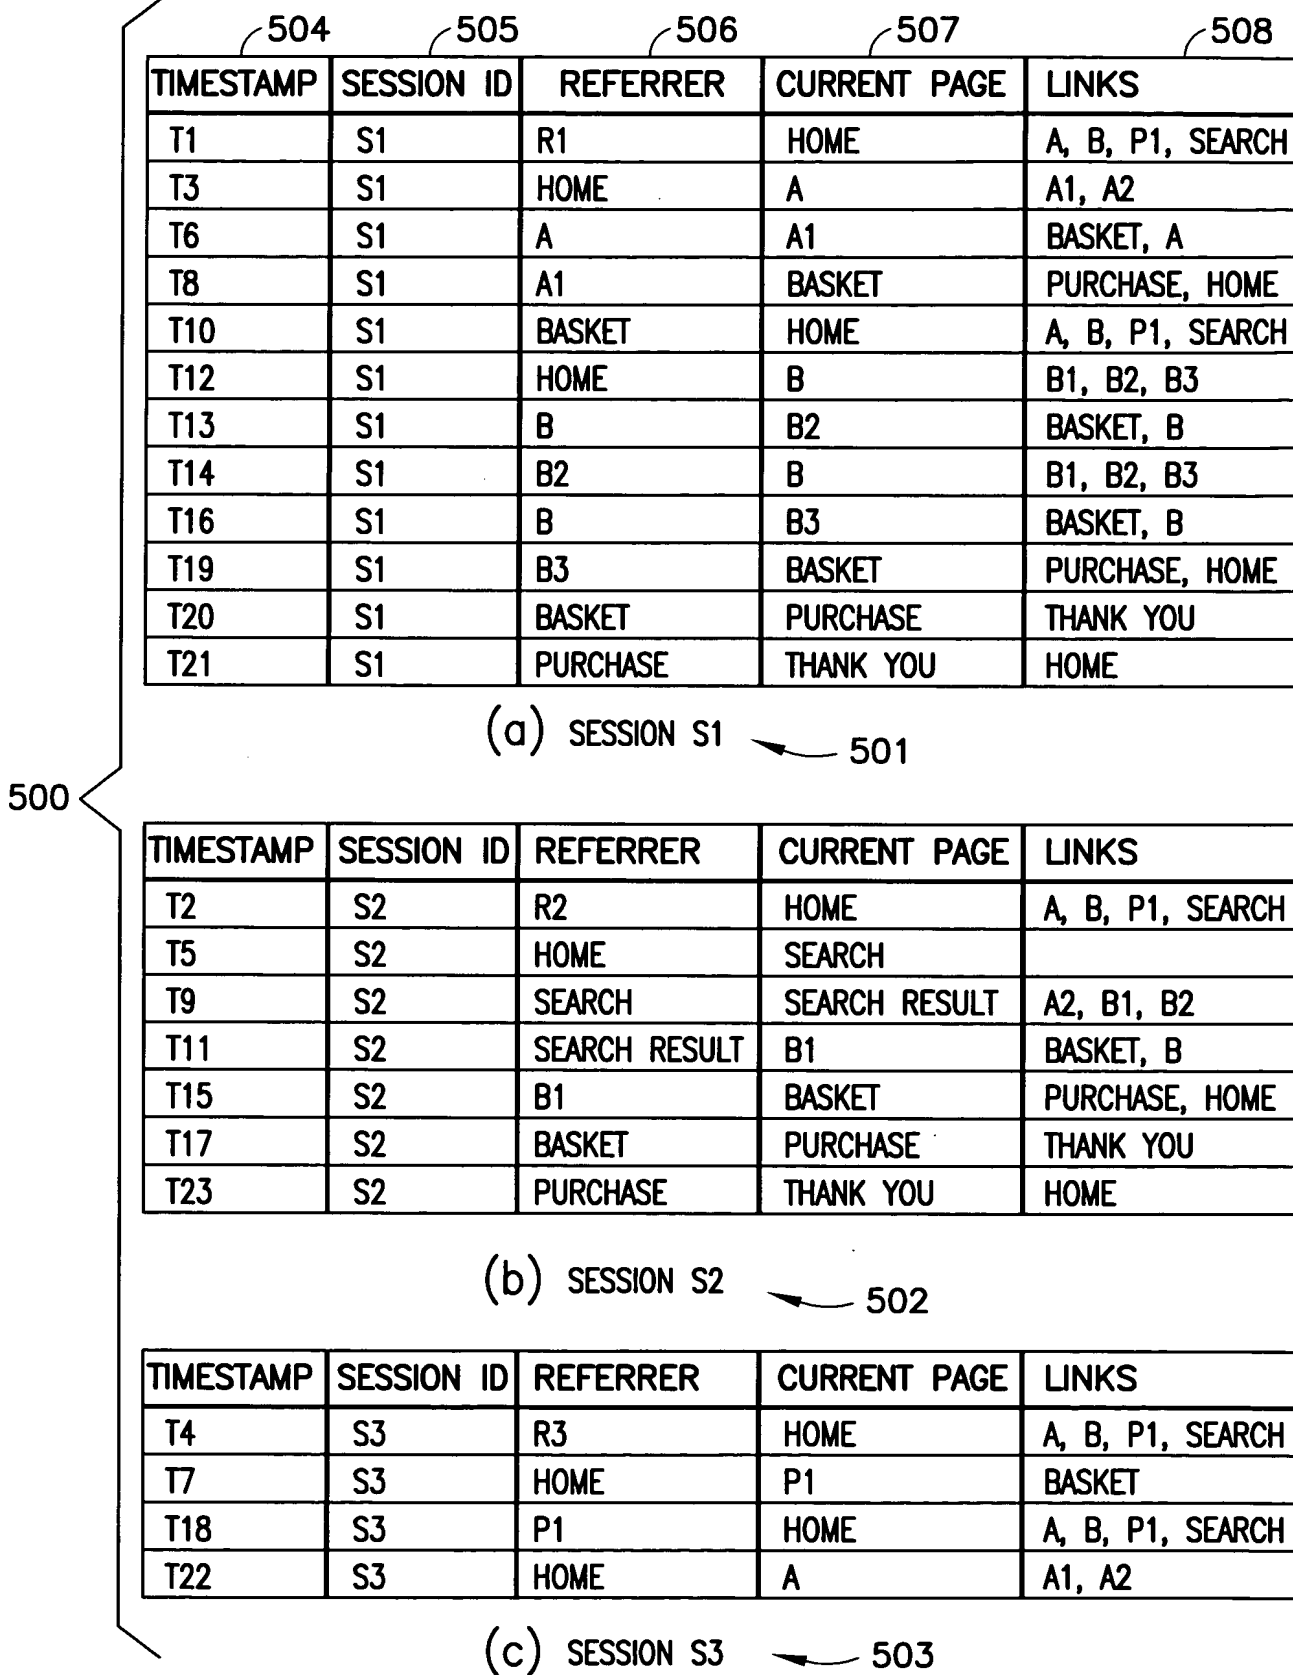 504 505 506 507 508
TIMESTAMP SESSION ID REFERRER CURRENT PAGE LINKS
T1 S1 R1 HOME A, B, P1, SEARCH
T3 S1 HOME A A1, A2
T6 S1 A A1 BASKET, A
T8 S1 A1 BASKET PURCHASE, HOME
T10 S1 BASKET HOME A, B, P1, SEARCH
T12 S1 HOME B B1, B2, B3
T13 S1 B B2 BASKET, B
T14 S1 B2 B B1, B2, B3
T16 S1 B B3 BASKET, B
T19 S1 B3 BASKET PURCHASE, HOME
T20 S1 BASKET PURCHASE THANK YOU
T21 S1 PURCHASE THANK YOU HOME
(a) SESSION S1 501
500
TIMESTAMP SESSION ID REFERRER CURRENT PAGE LINKS
T2 S2 R2 HOME A, B, P1, SEARCH
T5 S2 HOME SEARCH
T9 S2 SEARCH SEARCH RESULT A2, B1, B2
T11 S2 SEARCH RESULT B1 BASKET, B
T15 S2 B1 BASKET PURCHASE, HOME
T17 S2 BASKET PURCHASE THANK YOU
T23 S2 PURCHASE THANK YOU HOME
(b) SESSION S2 502
TIMESTAMP SESSION ID REFERRER CURRENT PAGE LINKS
T4 S3 R3 HOME A, B, P1, SEARCH
T7 S3 HOME P1 BASKET
T18 S3 P1 HOME A, B, P1, SEARCH
T22 S3 HOME A A1, A2
(c) SESSION S3 503